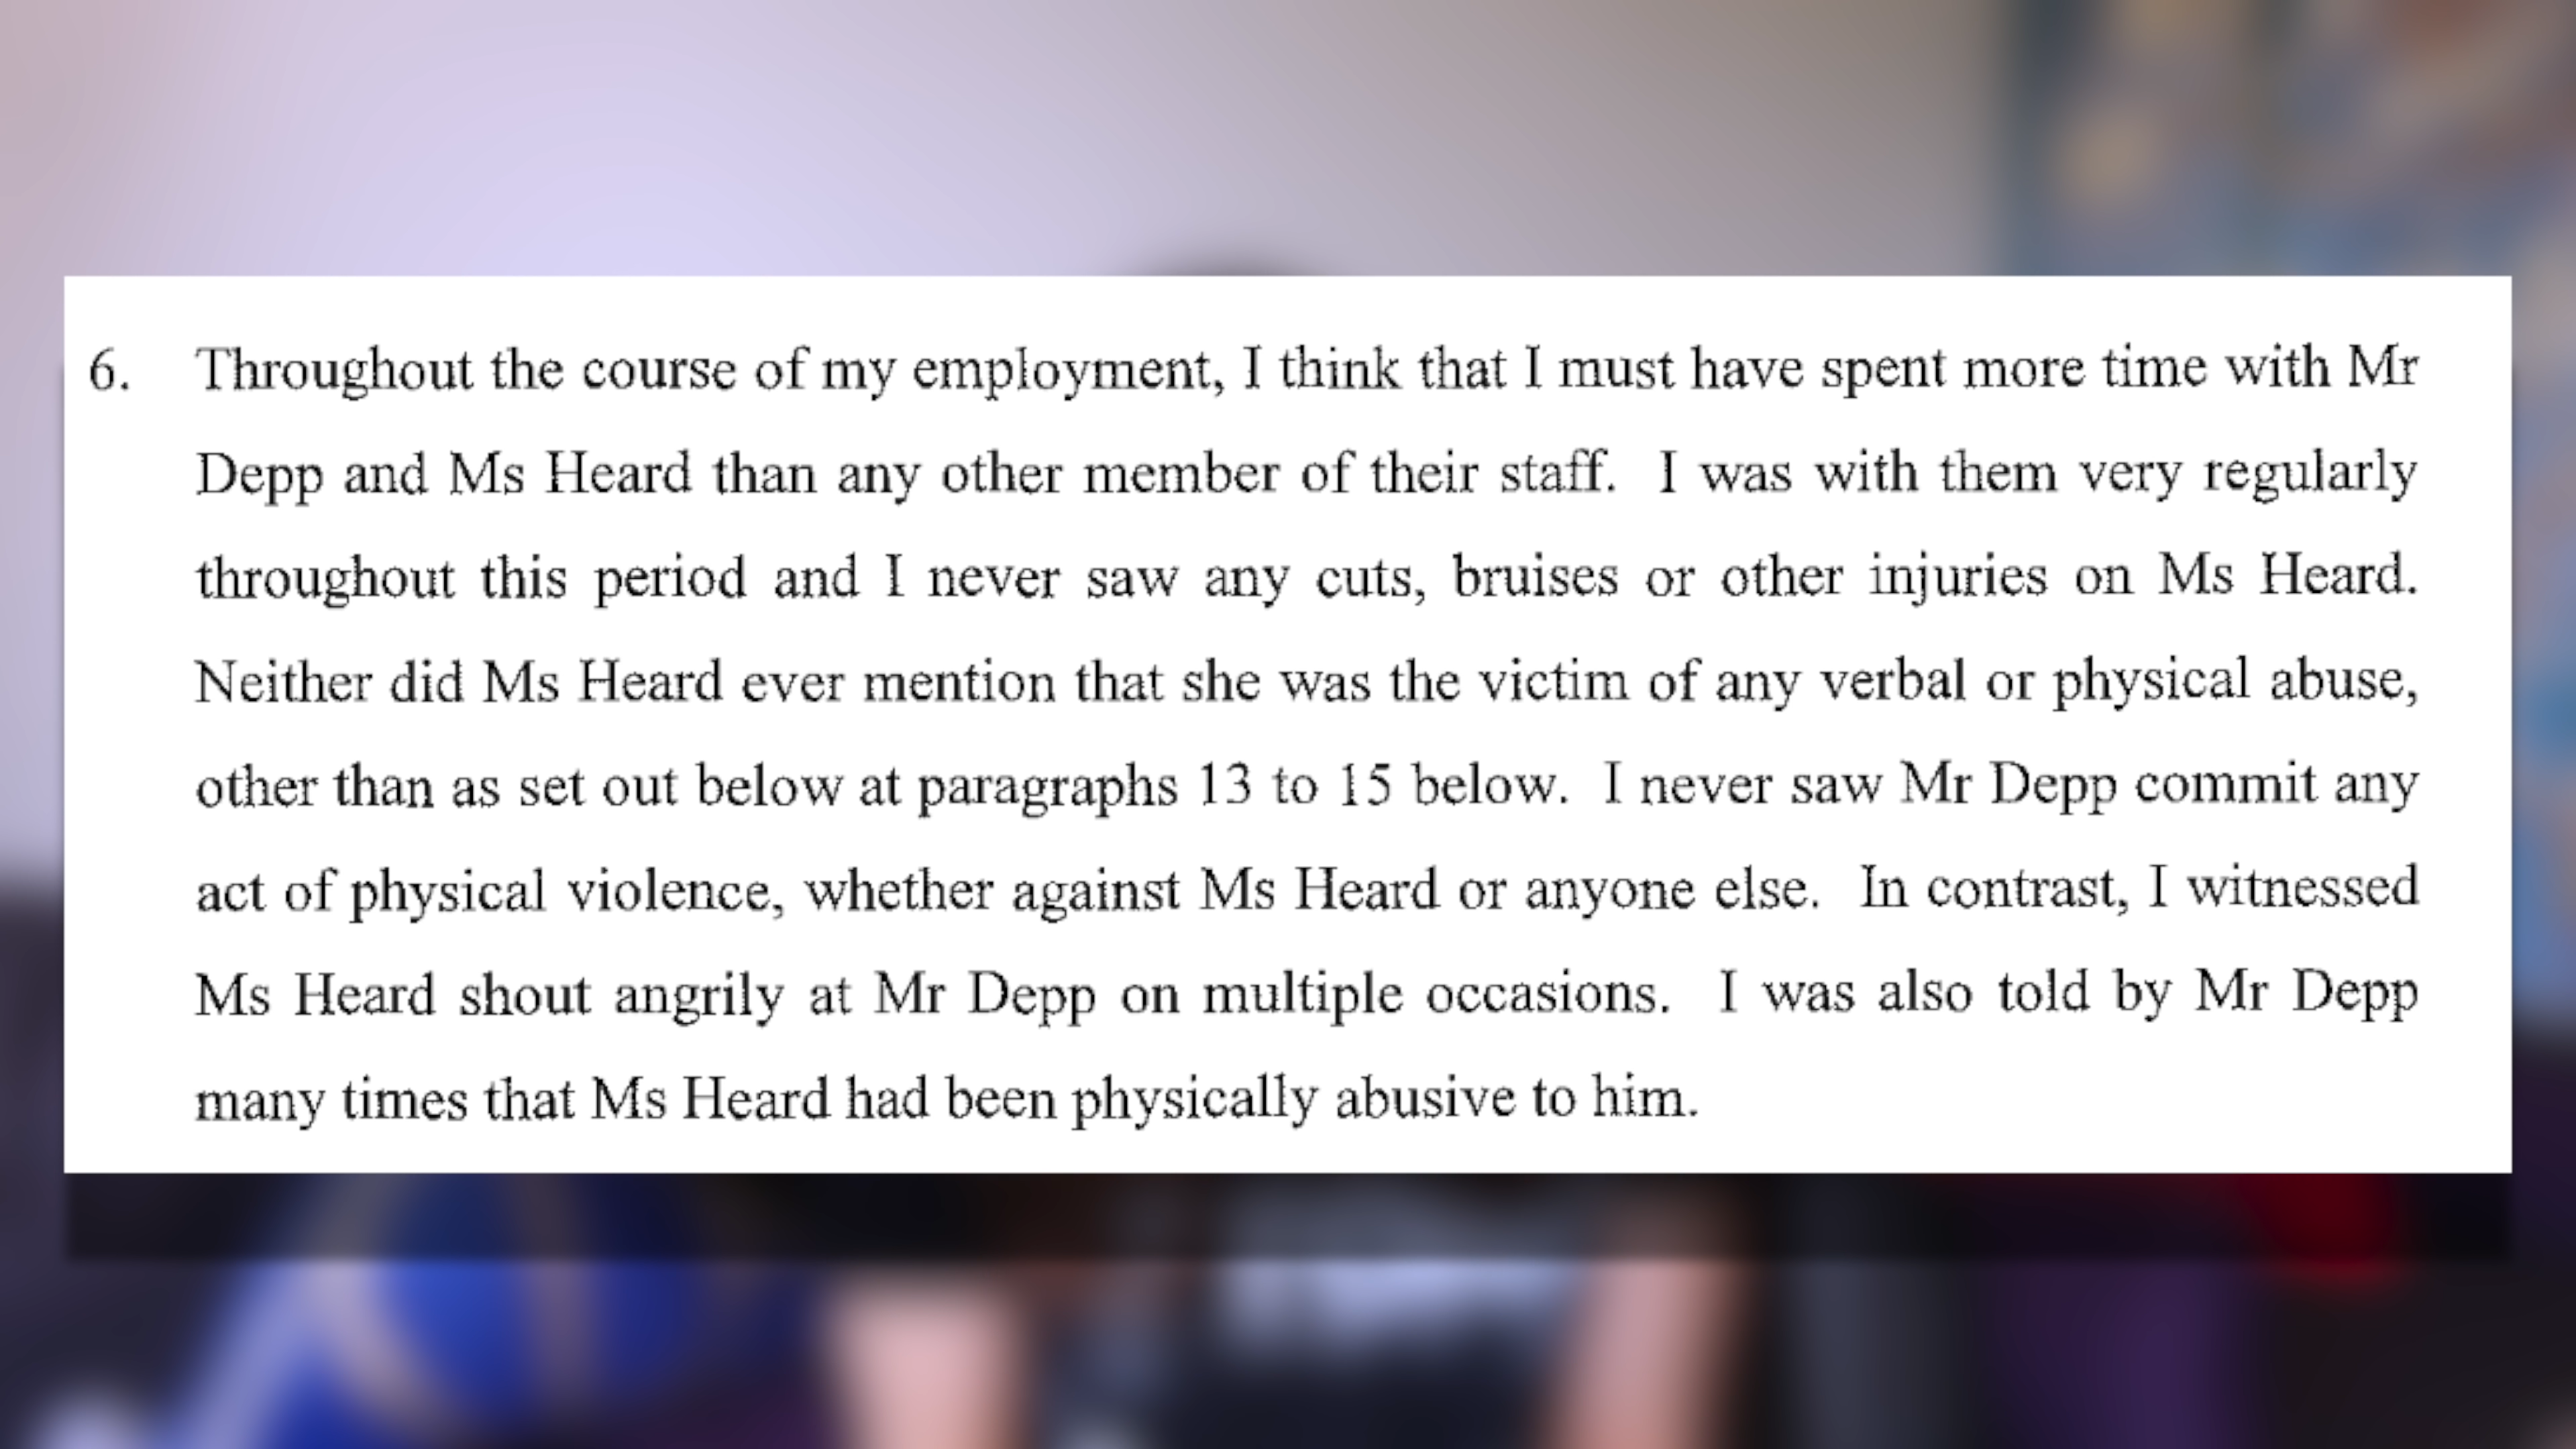 6. Throughout the course of my employment, I think that I must have spent more time with Mr
Depp and Ms Heard than any other member of their staff. I was with them very regularly
throughout this period and I never saw any cuts, bruises or other injuries on Ms Heard.
Neither did Ms Heard ever mention that she was the victim of any verbal or physical abuse,
other than as set out below at paragraphs 13 to 15 below. I never saw Mr Depp commit any
act of physical violence, whether against Ms Heard or anyone else. In contrast, I witnessed
Ms Heard shout angrily at Mr Depp on multiple occasions. I was also told by Mr Depp
many times that Ms Heard had been physically abusive to him.